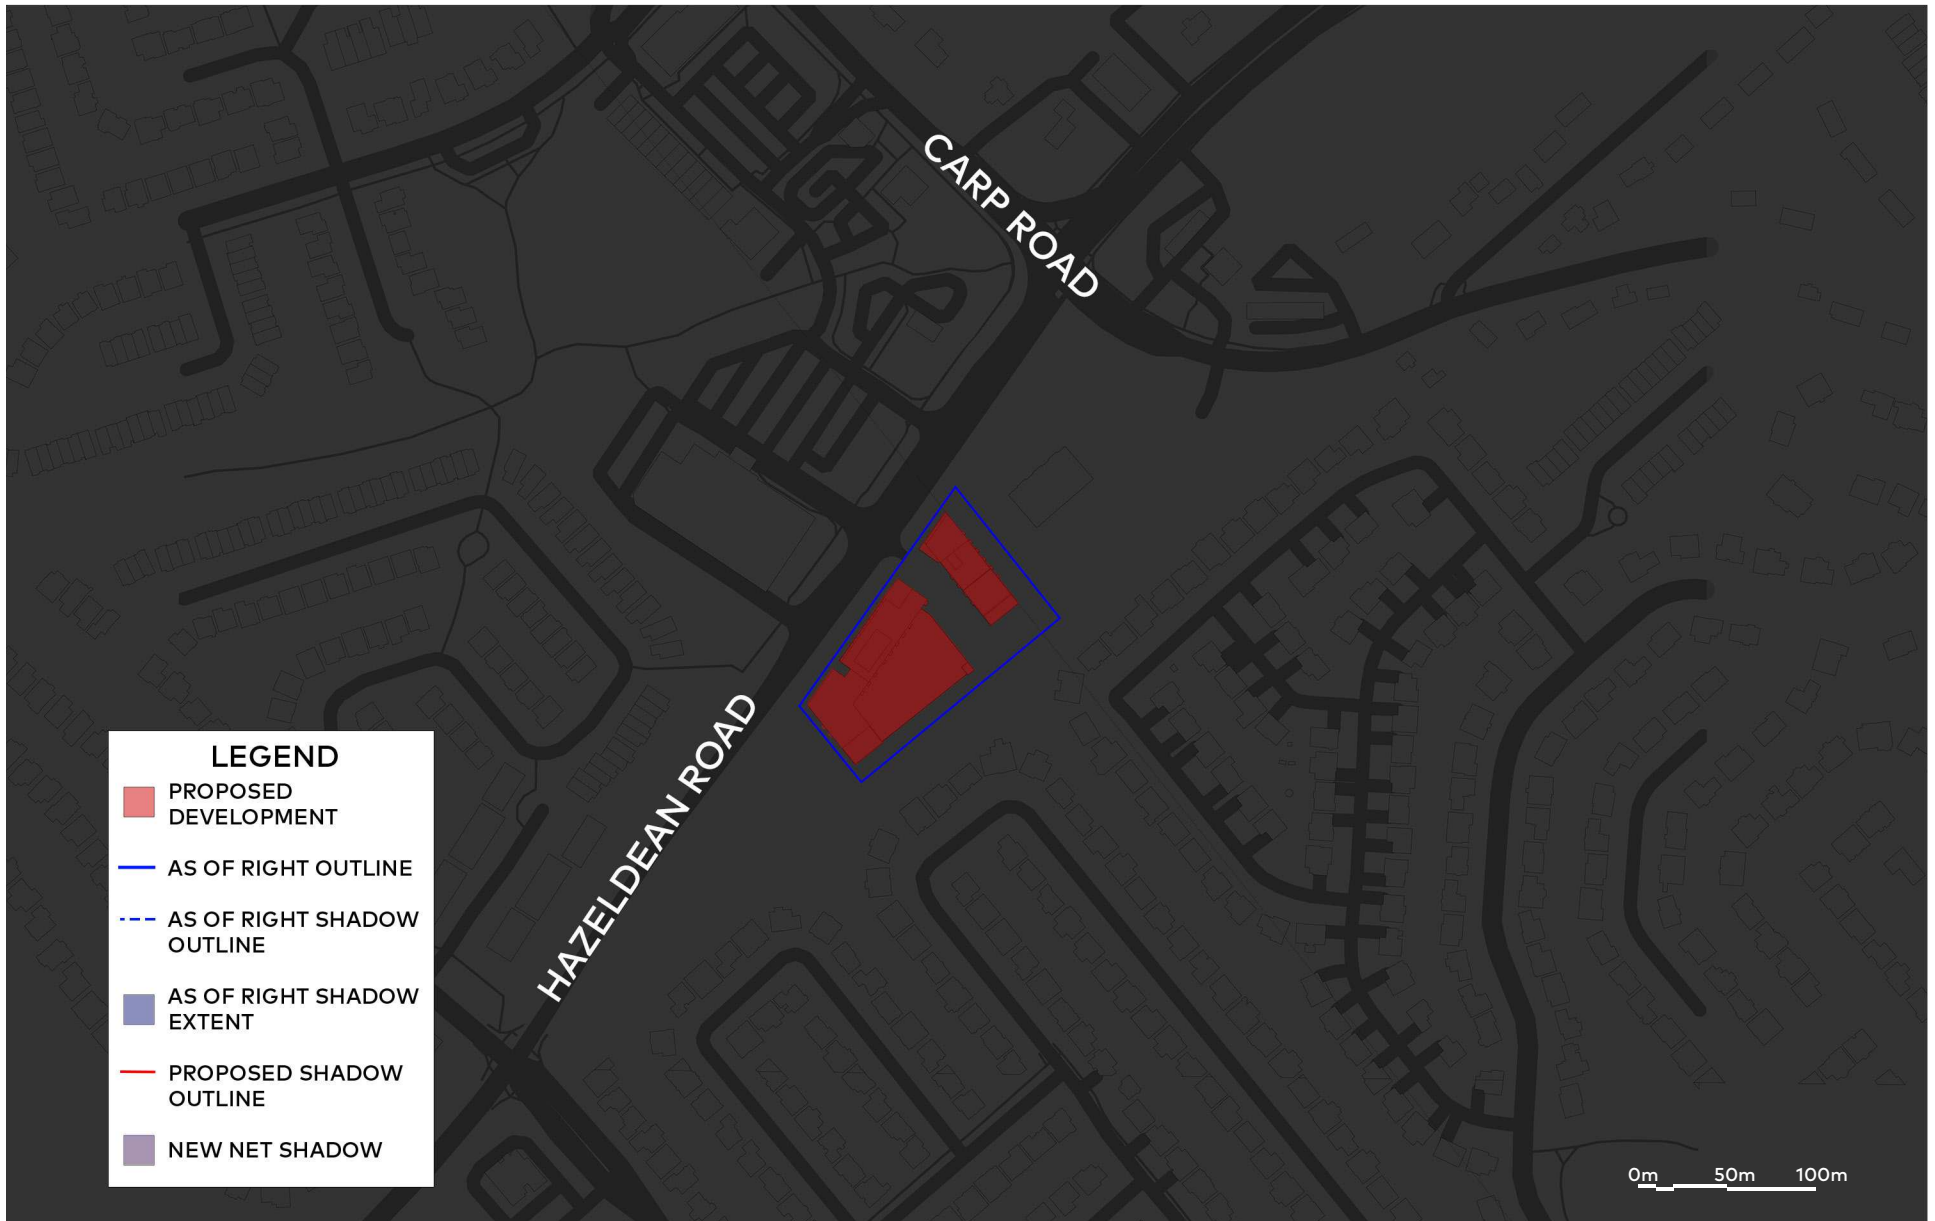 CARP ROAD
HAZELDEAN ROAD
LEGEND
PROPOSED
DEVELOPMENT
AS OF RIGHT OUTLINE
AS OF RIGHT SHADOW
OUTLINE
AS OF RIGHT SHADOW
EXTENT
PROPOSED SHADOW
OUTLINE
NEW NET SHADOW
0m 50m 100m